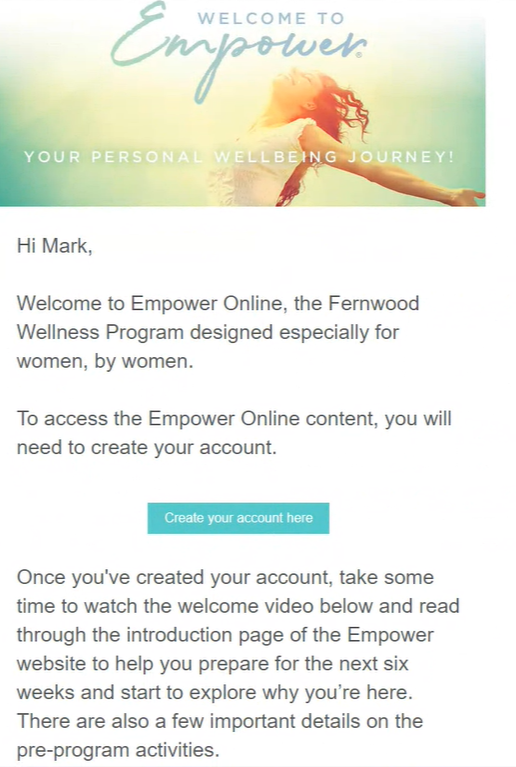 WELCOME TO
Empower®
YOUR PERSONAL WELLBEING JOURNEY!
Hi Mark,
Welcome to Empower Online, the Fernwood
Wellness Program designed especially for
women, by women.
To access the Empower Online content, you will
need to create your account.
Create your account here
Once you've created your account, take some
time to watch the welcome video below and read
through the introduction page of the Empower
website to help you prepare for the next six
weeks and start to explore why you’re here.
There are also a few important details on the
pre-program activities.